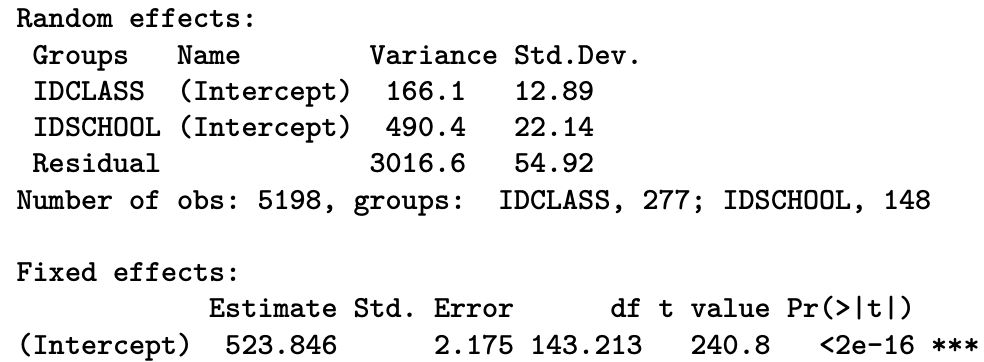 Random effects:
 Groups   Name        Variance Std.Dev.
 IDCLASS  (Intercept)  166.1   12.89
 IDSCHOOL (Intercept)  490.4   22.14
 Residual             3016.6   54.92
Number of obs: 5198, groups:  IDCLASS, 277; IDSCHOOL, 148

Fixed effects:
            Estimate Std. Error      df t value Pr(>|t|)
(Intercept)  523.846      2.175 143.213   240.8   <2e-16 ***